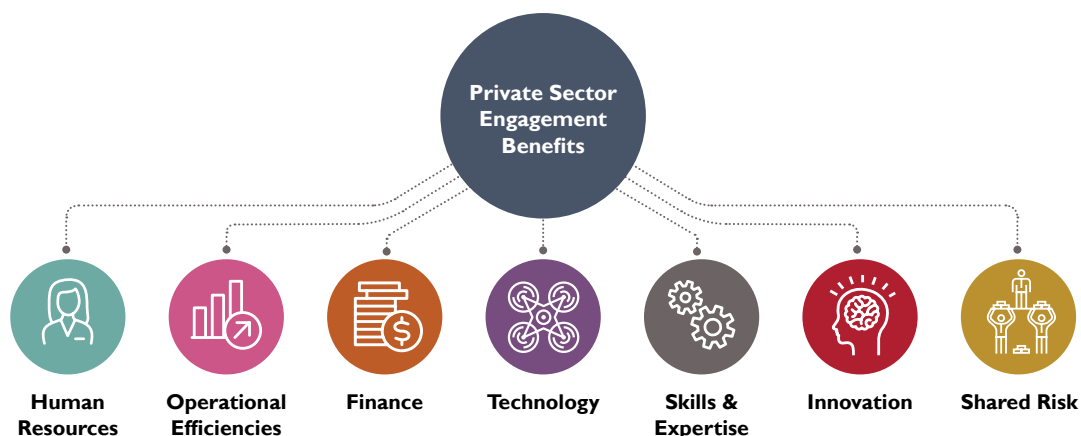 Private Sector
Engagement
Benefits
Human
Resources
Operational
Efficiencies
Finance
$
Technology
Skills &
Expertise
Innovation
Shared Risk